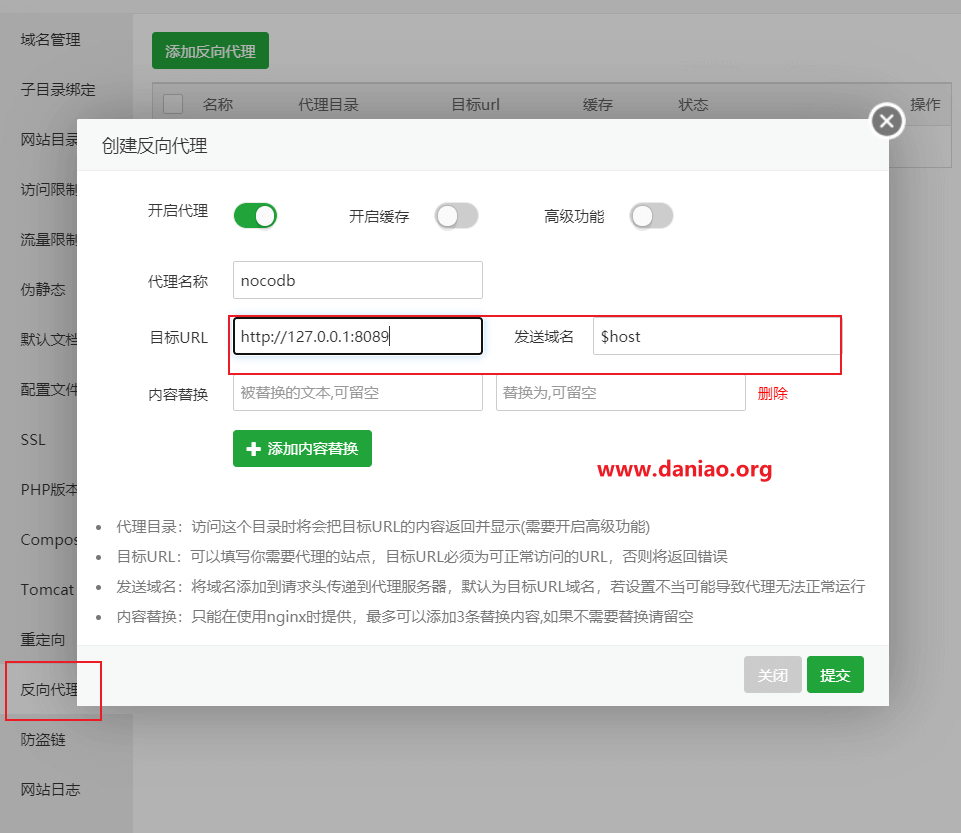 域名管理
子目录绑定
网站目录
访问限制
流量限制
伪静态
默认文档
配置文件
SSL
PHP版本
Compos
Tomcat
重定向
反向代理
防盗链
网站日志
添加反向代理
名称 代理目录 目标url 缓存 状态 操作
创建反向代理
开启代理 开启缓存 高级功能
代理名称 nocodb
目标URL http://127.0.0.1:8089 发送域名 $host
内容替换 被替换的文本,可留空 替换为,可留空 删除
添加内容替换
www.daniao.org
代理目录：访问这个目录时将会把目标URL的内容返回并显示(需要开启高级功能)
目标URL：可以填写你需要代理的站点，目标URL必须为可正常访问的URL，否则将返回错误
发送域名：将域名添加到请求头传递到代理服务器，默认为目标URL域名，若设置不当可能导致代理无法正常运行
内容替换：只能在使用nginx时提供，最多可以添加3条替换内容,如果不需要替换请留空
关闭 提交